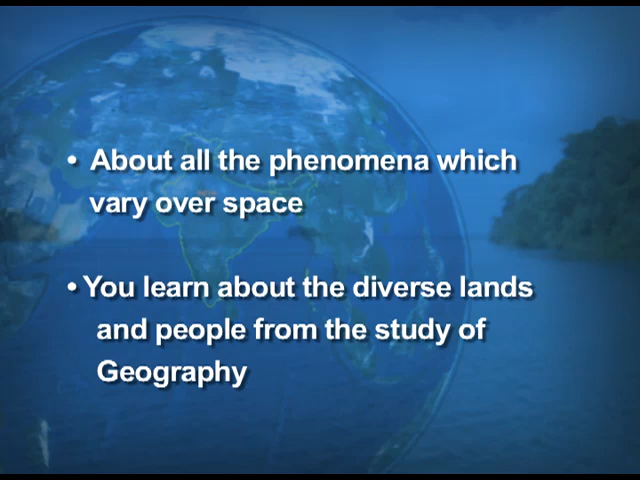 • About all the phenomena which
vary over space
• You learn about the diverse lands
and people from the study of
Geography